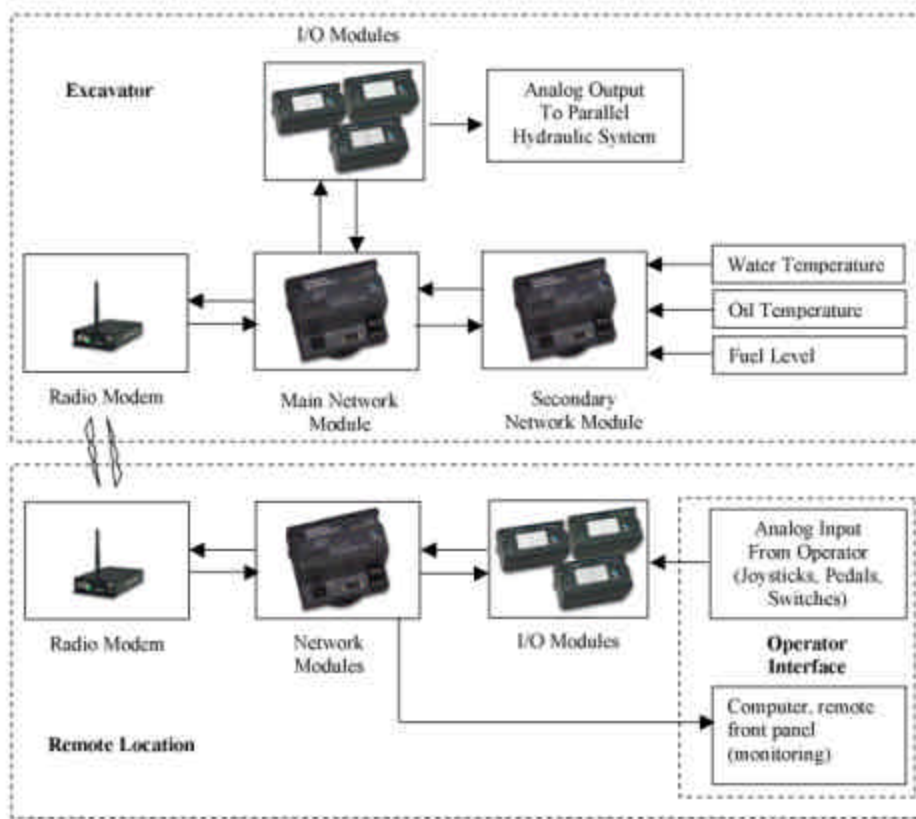 I/O Modules
Excavator
Analog Output
To Parallel
Hydraulic System
Water Temperature
Oil Temperature
Fuel Level
Radio Modem
Main Network
Module
Secondary
Network Module
Analog Input
From Operator
(Joysticks, Pedals,
Switches)
Radio Modem
Network
Modules
I/O Modules
Operator
Interface
Computer, remote
front panel
(monitoring)
Remote Location